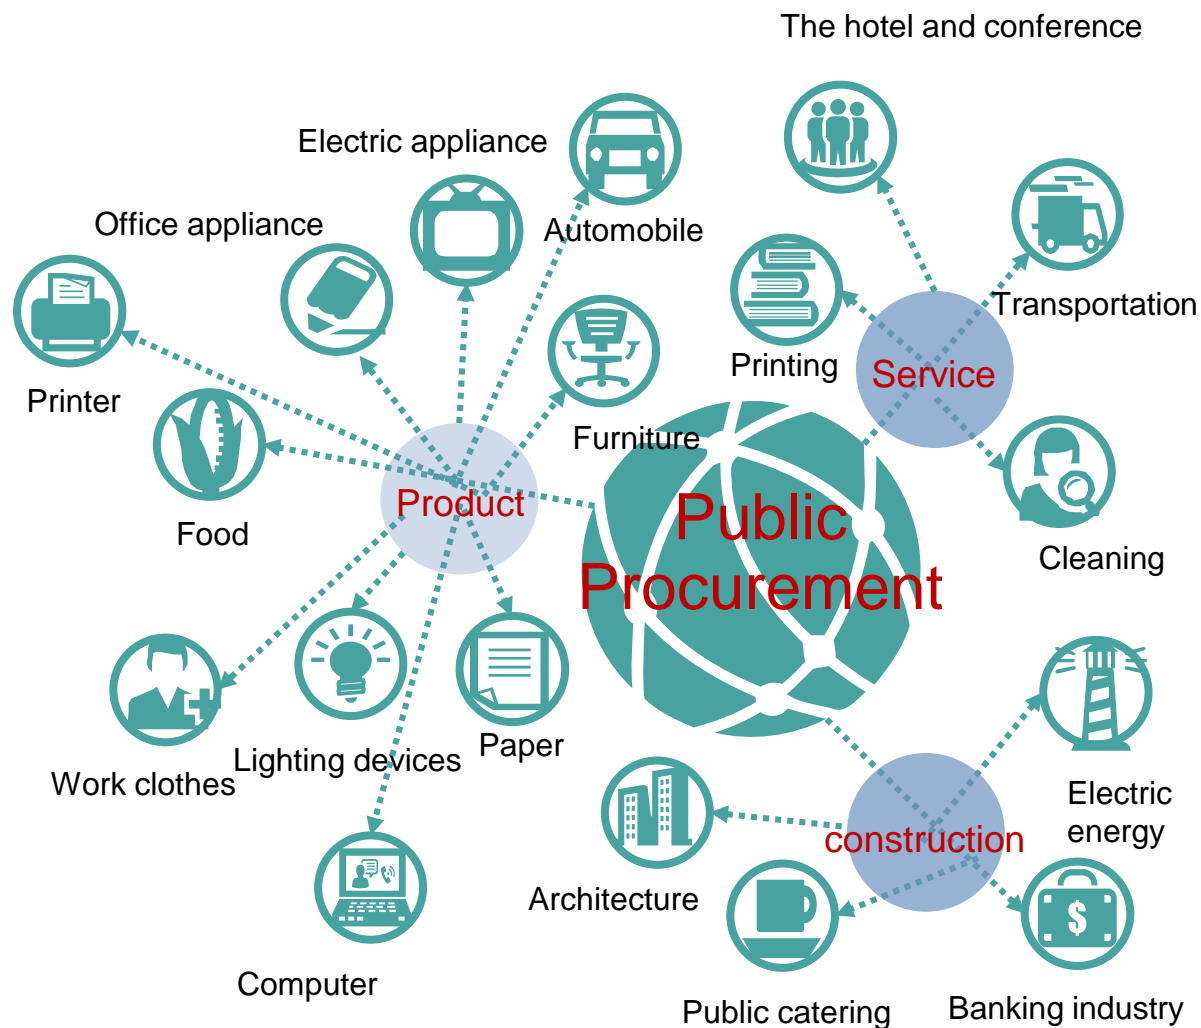 The hotel and conference
Electric appliance
Office appliance
Automobile
Transportation
Printing
Service
Printer
Furniture
Product
Public
Procurement
Food
Cleaning
Paper
Lighting devices
Work clothes
Electric
energy
construction
Architecture
$
Computer
Public catering
Banking industry